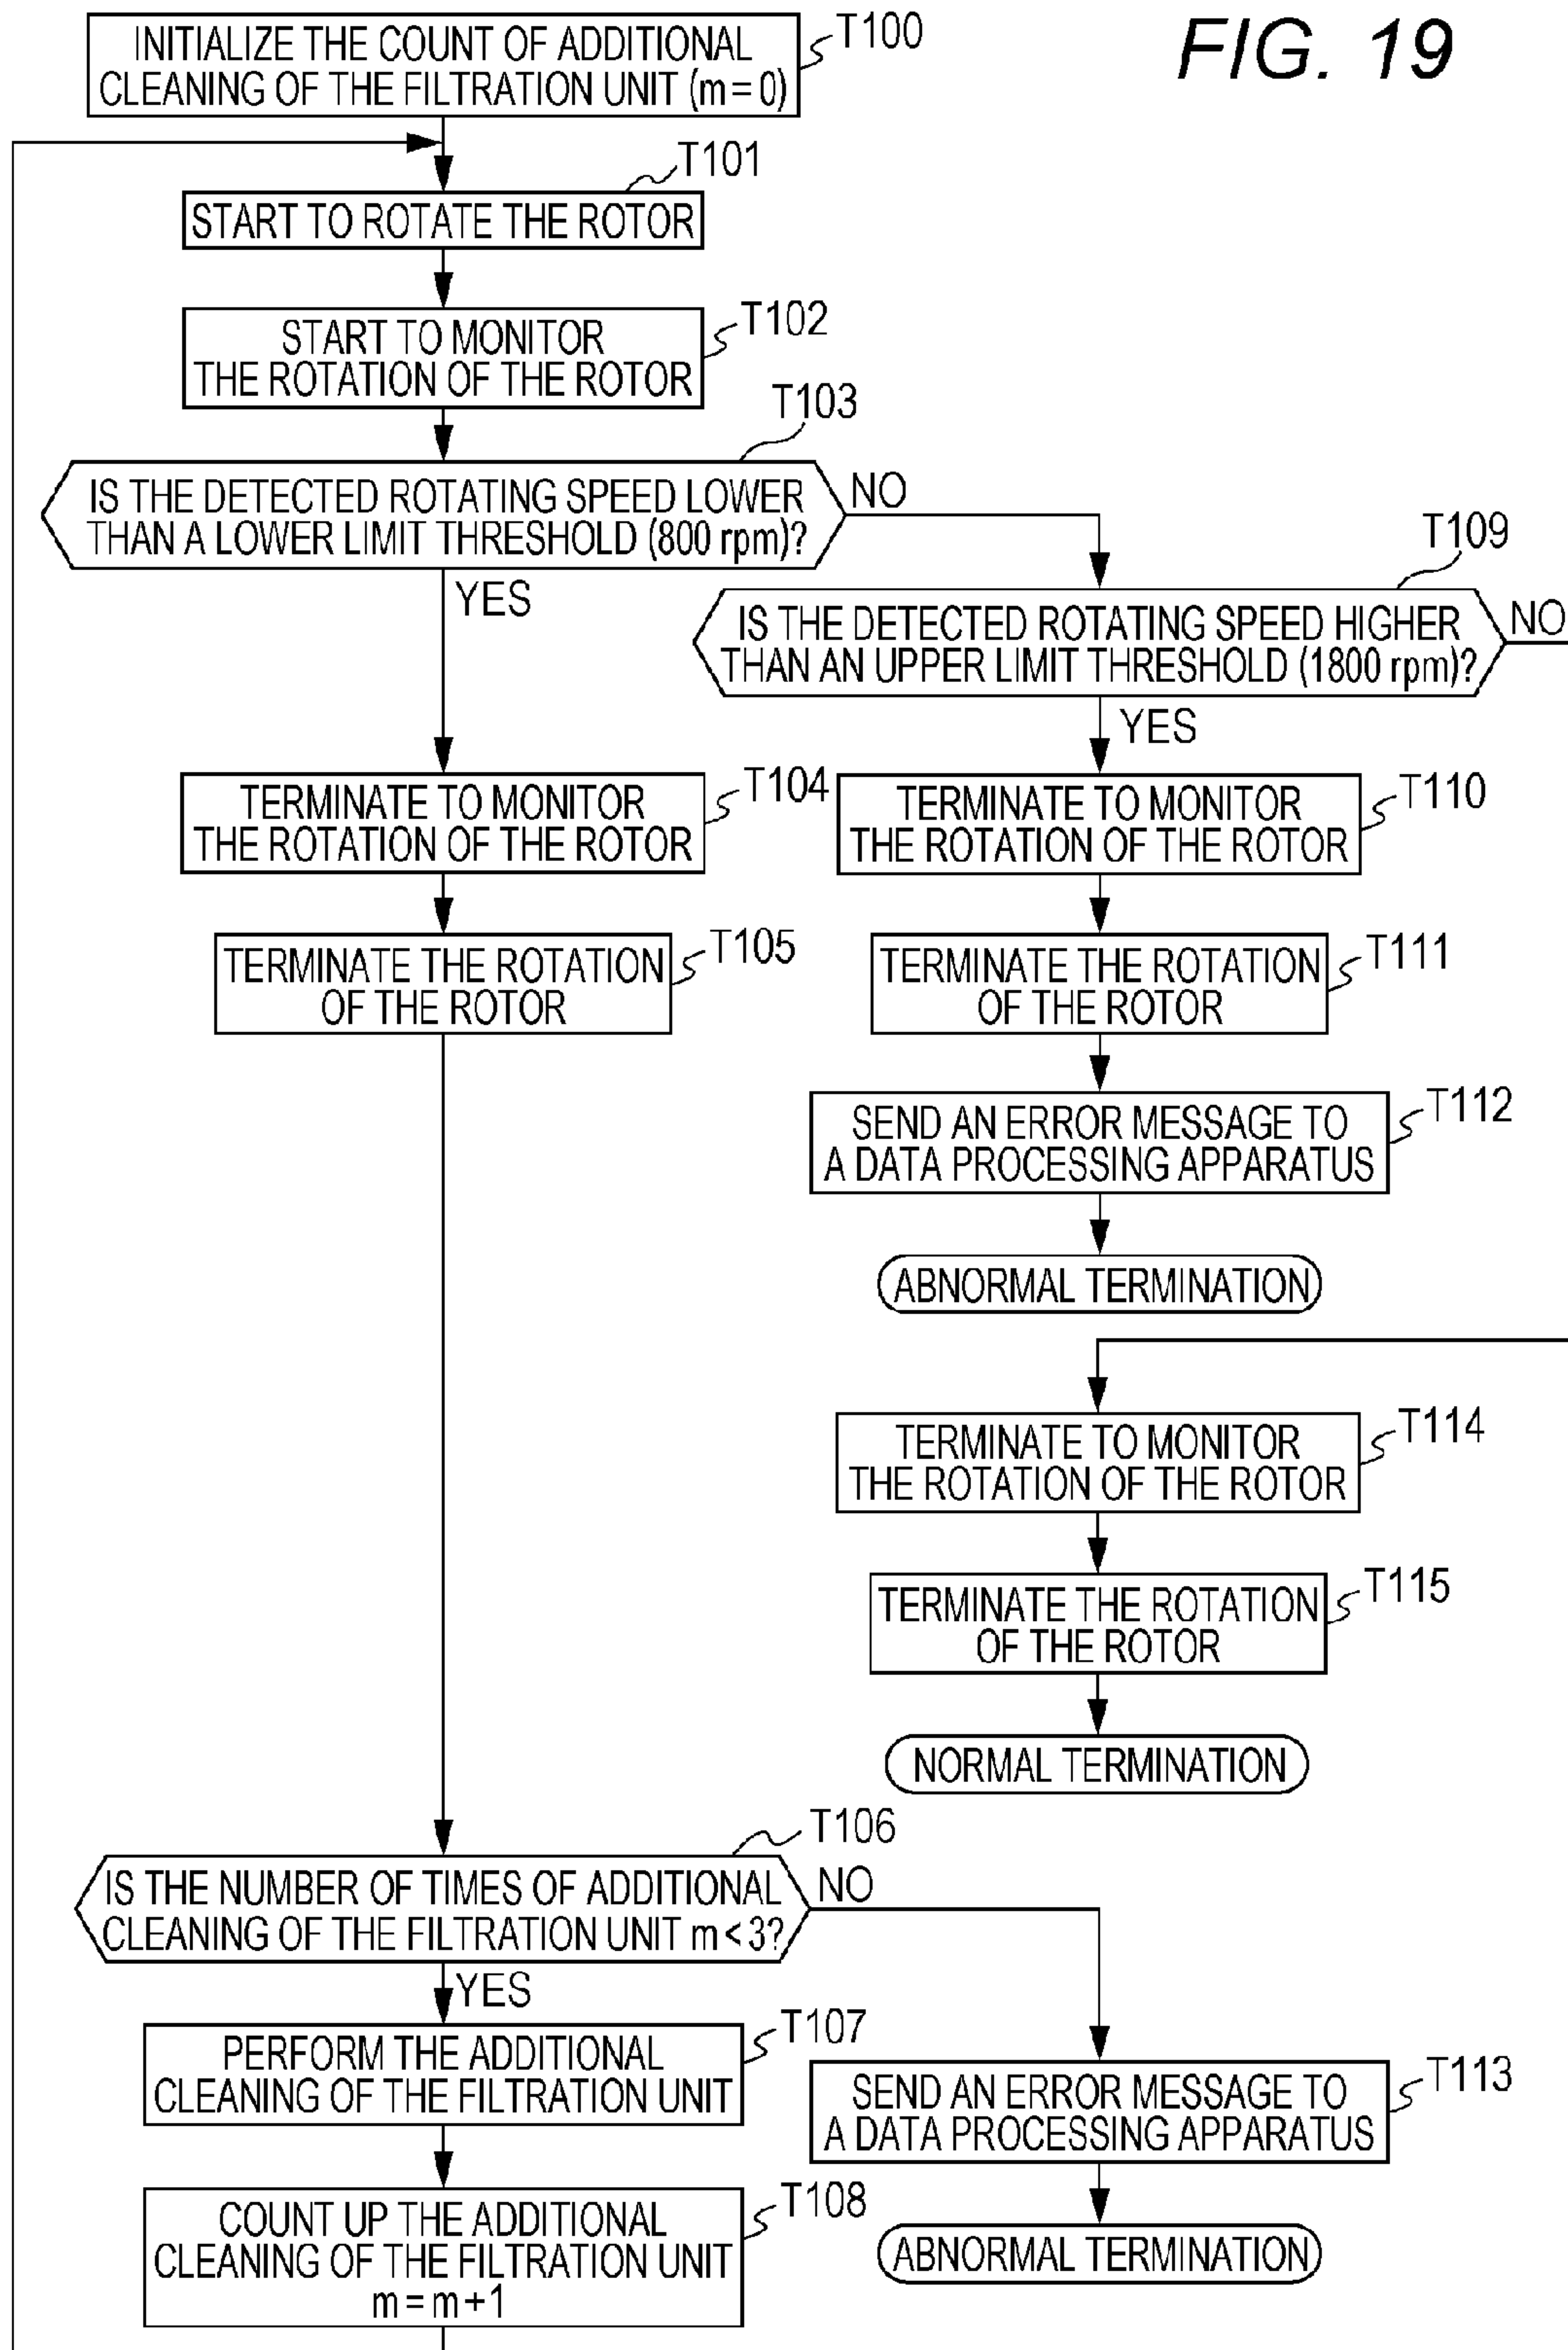 FIG. 19
INITIALIZE THE COUNT OF ADDITIONAL
CLEANING OF THE FILTRATION UNIT (m = 0)
T100
T101
START TO ROTATE THE ROTOR
START TO MONITOR
THE ROTATION OF THE ROTOR
T102
T103
IS THE DETECTED ROTATING SPEED LOWER
THAN A LOWER LIMIT THRESHOLD (800 rpm)?
NO
YES
T109
IS THE DETECTED ROTATING SPEED HIGHER
THAN AN UPPER LIMIT THRESHOLD (1800 rpm)?
NO
YES
TERMINATE TO MONITOR
THE ROTATION OF THE ROTOR
T104
TERMINATE THE ROTATION
OF THE ROTOR
T105
TERMINATE TO MONITOR
THE ROTATION OF THE ROTOR
T110
TERMINATE THE ROTATION
OF THE ROTOR
T111
SEND AN ERROR MESSAGE TO
A DATA PROCESSING APPARATUS
T112
ABNORMAL TERMINATION
TERMINATE TO MONITOR
THE ROTATION OF THE ROTOR
T114
TERMINATE THE ROTATION
OF THE ROTOR
T115
NORMAL TERMINATION
T106
IS THE NUMBER OF TIMES OF ADDITIONAL
CLEANING OF THE FILTRATION UNIT m < 3?
NO
YES
PERFORM THE ADDITIONAL
CLEANING OF THE FILTRATION UNIT
T107
COUNT UP THE ADDITIONAL
CLEANING OF THE FILTRATION UNIT
m = m + 1
T108
SEND AN ERROR MESSAGE TO
A DATA PROCESSING APPARATUS
T113
ABNORMAL TERMINATION